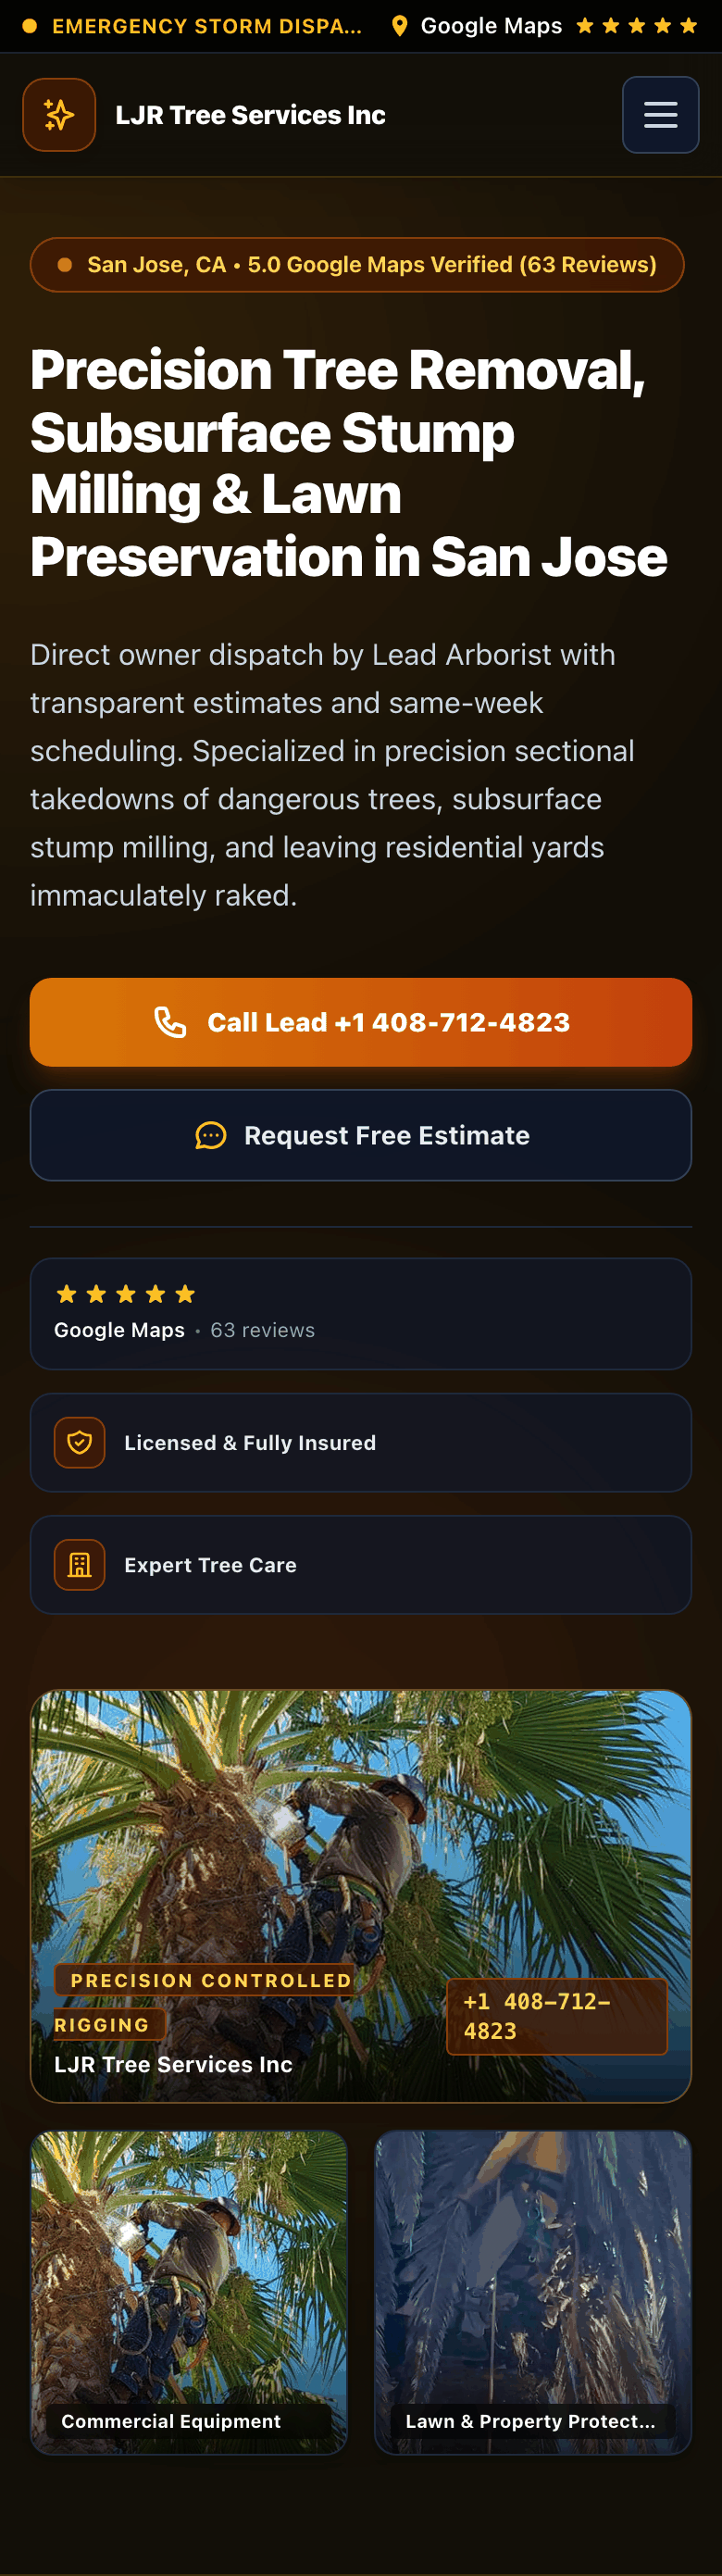 EMERGENCY STORM DISPA...
Google Maps
LJR Tree Services Inc
San Jose, CA • 5.0 Google Maps Verified (63 Reviews)
Precision Tree Removal,
Subsurface Stump
Milling & Lawn
Preservation in San Jose
Direct owner dispatch by Lead Arborist with
transparent estimates and same-week
scheduling. Specialized in precision sectional
takedowns of dangerous trees, subsurface
stump milling, and leaving residential yards
immaculately raked.
Call Lead +1 408-712-4823
Request Free Estimate
Google Maps • 63 reviews
Licensed & Fully Insured
Expert Tree Care
PRECISION CONTROLLED
RIGGING
LJR Tree Services Inc
+1 408-712-
4823
Commercial Equipment
Lawn & Property Protect...